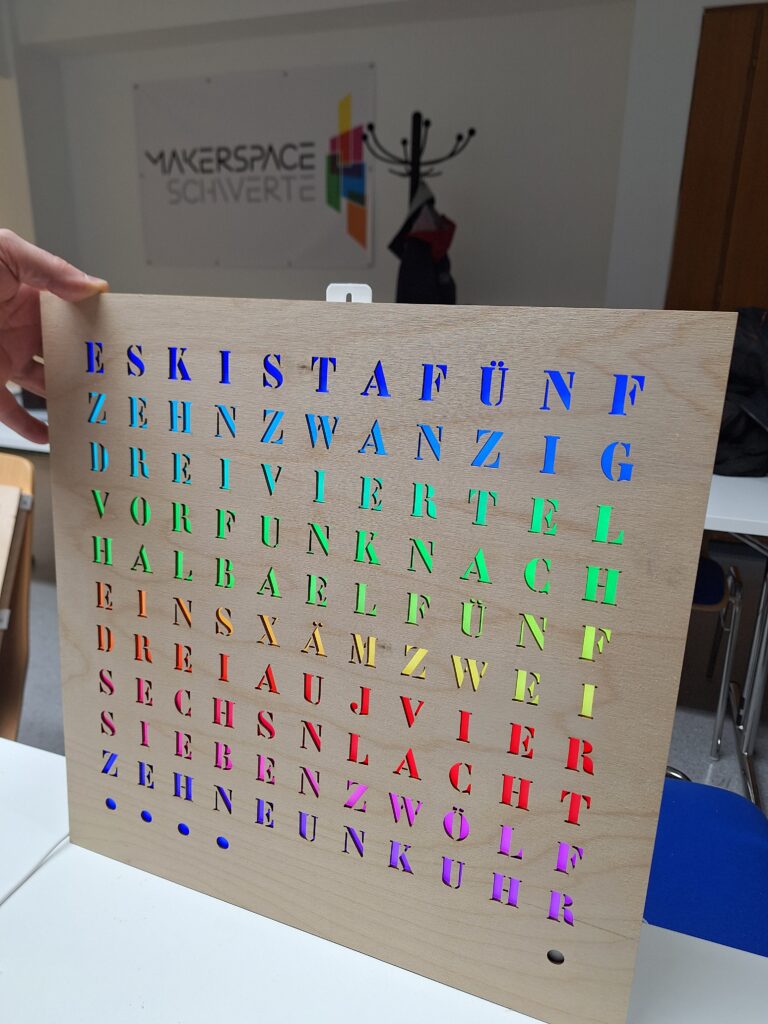 MAKERSPACE
SCHWERTE
ESKISTAFÜNF
ZEHNZWANZIG
DREIVIERTEL
VORFUNKNACH
HALBAELFÜNF
EINSXÄMZWEI
DREIAUJVIER
SECHSNLACHT
SIEBENZWÖLF
ZEHNEUNKUHR